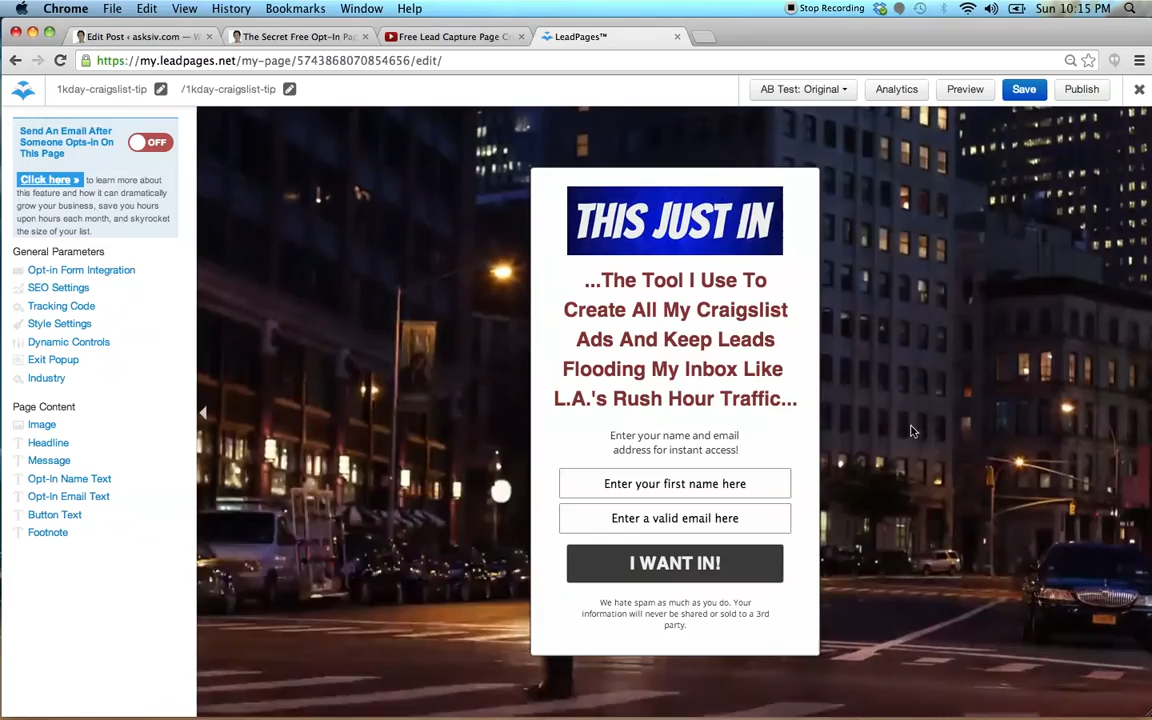 Chrome File Edit View History Bookmarks Window Help Stop Recording Sun 10:15 PM
Edit Post ‹ asksiv.com — W
The Secret Free Opt-In Pag
Free Lead Capture Page Cr
LeadPages™
https://my.leadpages.net/my-page/5743868070854656/edit/
1kday-craigslist-tip /1kday-craigslist-tip AB Test: Original Analytics Preview Save Publish
Send An Email After
Someone Opts-in On
This Page
OFF
Click here » to learn more about
this feature and how it can dramatically
grow your business, save you hours
upon hours each month, and skyrocket
the size of your list.
General Parameters
Opt-in Form Integration
SEO Settings
Tracking Code
Style Settings
Dynamic Controls
Exit Popup
Industry
Page Content
Image
Headline
Message
Opt-In Name Text
Opt-In Email Text
Button Text
Footnote
THIS JUST IN
...The Tool I Use To
Create All My Craigslist
Ads And Keep Leads
Flooding My Inbox Like
L.A.'s Rush Hour Traffic...
Enter your name and email
address for instant access!
Enter your first name here
Enter a valid email here
I WANT IN!
We hate spam as much as you do. Your
information will never be shared or sold to a 3rd
party.